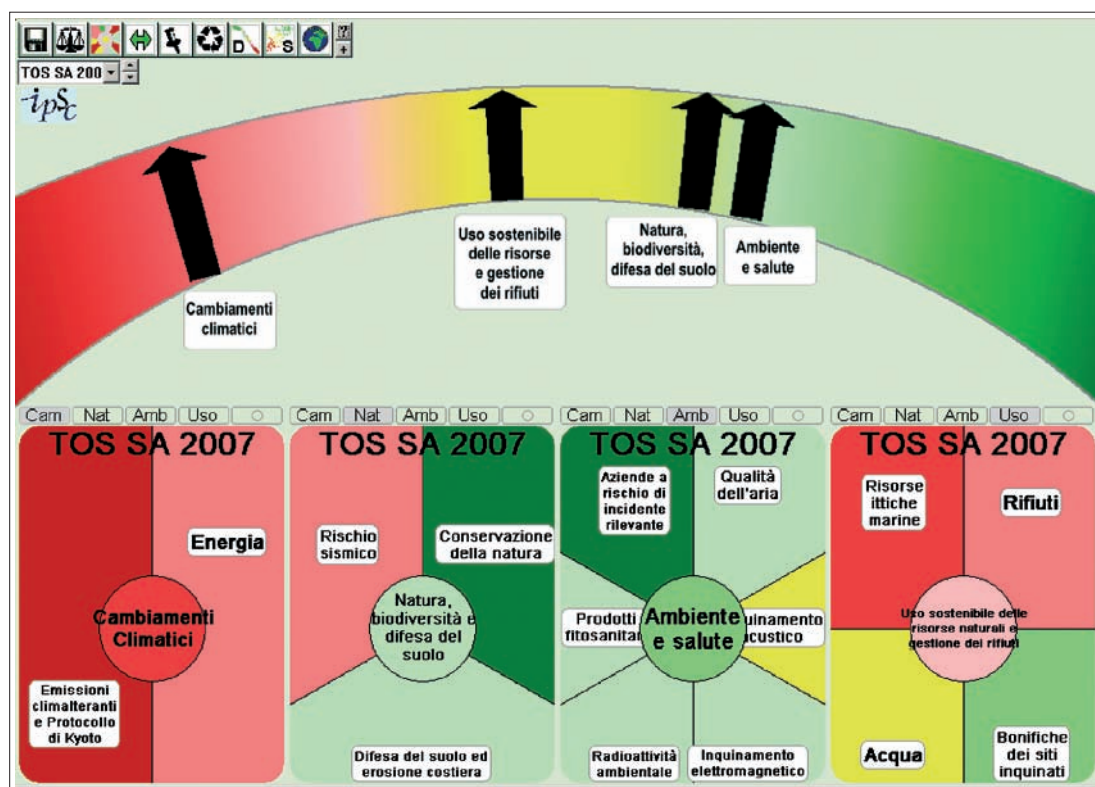 D
S
?
+
TOS SA 200
ipsc
Cambiamenti
climatici
Uso sostenibile
delle risorse
e gestione
dei rifiuti
Natura,
biodiversità,
difesa del suolo
Ambiente
e salute
Cam Nat Amb Uso
Cam Nat Amb Uso
Cam Nat Amb Uso
Cam Nat Amb Uso
TOS SA 2007
Energia
Cambiamenti
Climatici
Emissioni
climalteranti
e Protocollo
di Kyoto
TOS SA 2007
Rischio
sismico
Conservazione
della natura
Natura,
biodiversità e
difesa del
suolo
Difesa del suolo ed
erosione costiera
TOS SA 2007
Aziende a
rischio di
incidente
rilevante
Qualità
dell'aria
Prodotti
fitosanitar
Ambiente
e salute
uinamento
acustico
Radioattività
ambientale
Inquinamento
elettromagnetico
TOS SA 2007
Risorse
ittiche
marine
Rifiuti
Uso sostenibile delle
risorse naturali e
gestione dei rifiuti
Acqua
Bonifiche
dei siti
inquinati